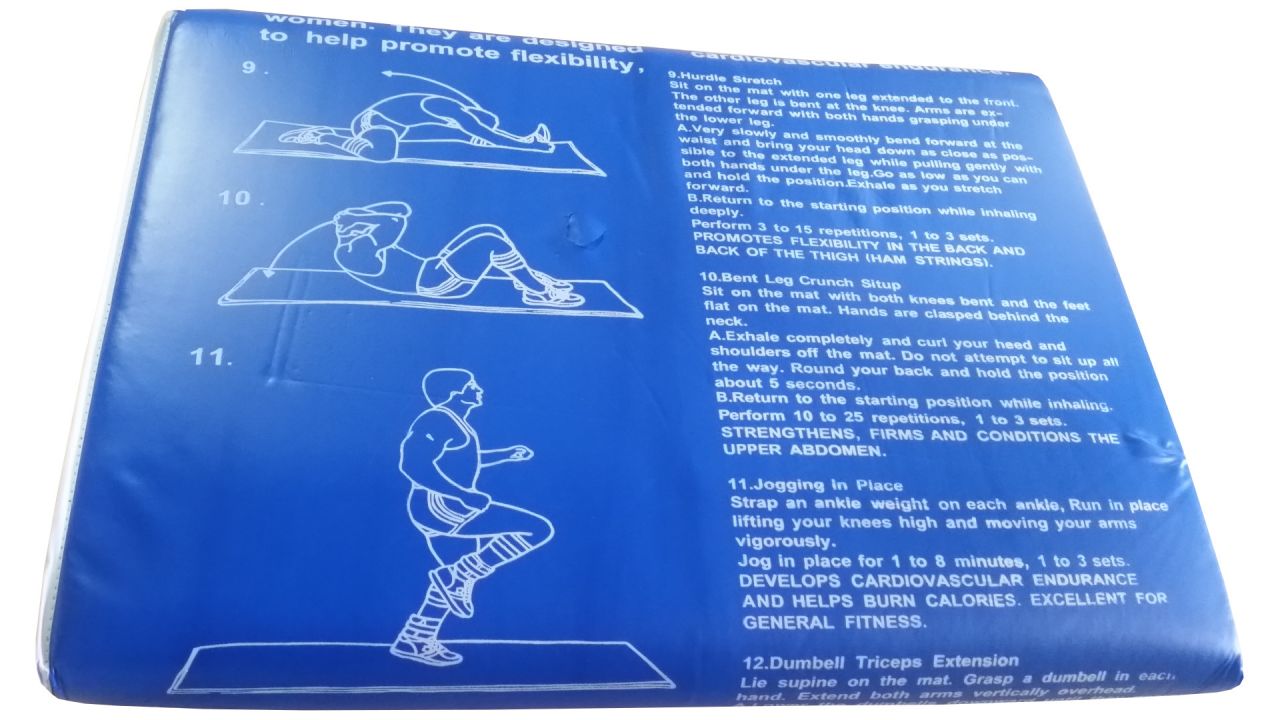 women. They are designed
to help promote flexibility,
cardiovascular endurance.
9.
10.
11.
9.Hurdle Stretch
Sit on the mat with one leg extended to the front.
The other leg is bent at the knee. Arms are ex-
tended forward with both hands grasping under
the lower leg.
A.Very slowly and smoothly bend forward at the
waist and bring your head down as close as pos-
sible to the extended leg while pulling gently with
both hands under the leg.Go as low as you can
and hold the position.Exhale as you stretch
forward.
B.Return to the starting position while inhaling
deeply.
Perform 3 to 15 repetitions, 1 to 3 sets.
PROMOTES FLEXIBILITY IN THE BACK AND
BACK OF THE THIGH (HAM STRINGS).
10.Bent Leg Crunch Situp
Sit on the mat with both knees bent and the feet
flat on the mat. Hands are clasped behind the
neck.
A.Exhale completely and curl your heed and
shoulders off the mat. Do not attempt to sit up all
the way. Round your back and hold the position
about 5 seconds.
B.Return to the starting position while inhaling.
Perform 10 to 25 repetitions, 1 to 3 sets.
STRENGTHENS, FIRMS AND CONDITIONS THE
UPPER ABDOMEN.
11.Jogging In Place
Strap an ankle weight on each ankle, Run in place
lifting your knees high and moving your arms
vigorously.
Jog in place for 1 to 8 minutes, 1 to 3 sets.
DEVELOPS CARDIOVASCULAR ENDURANCE
AND HELPS BURN CALORIES. EXCELLENT FOR
GENERAL FITNESS.
12.Dumbell Triceps Extension
Lie supine on the mat. Grasp a dumbell in each
hand. Extend both arms vertically overhead.